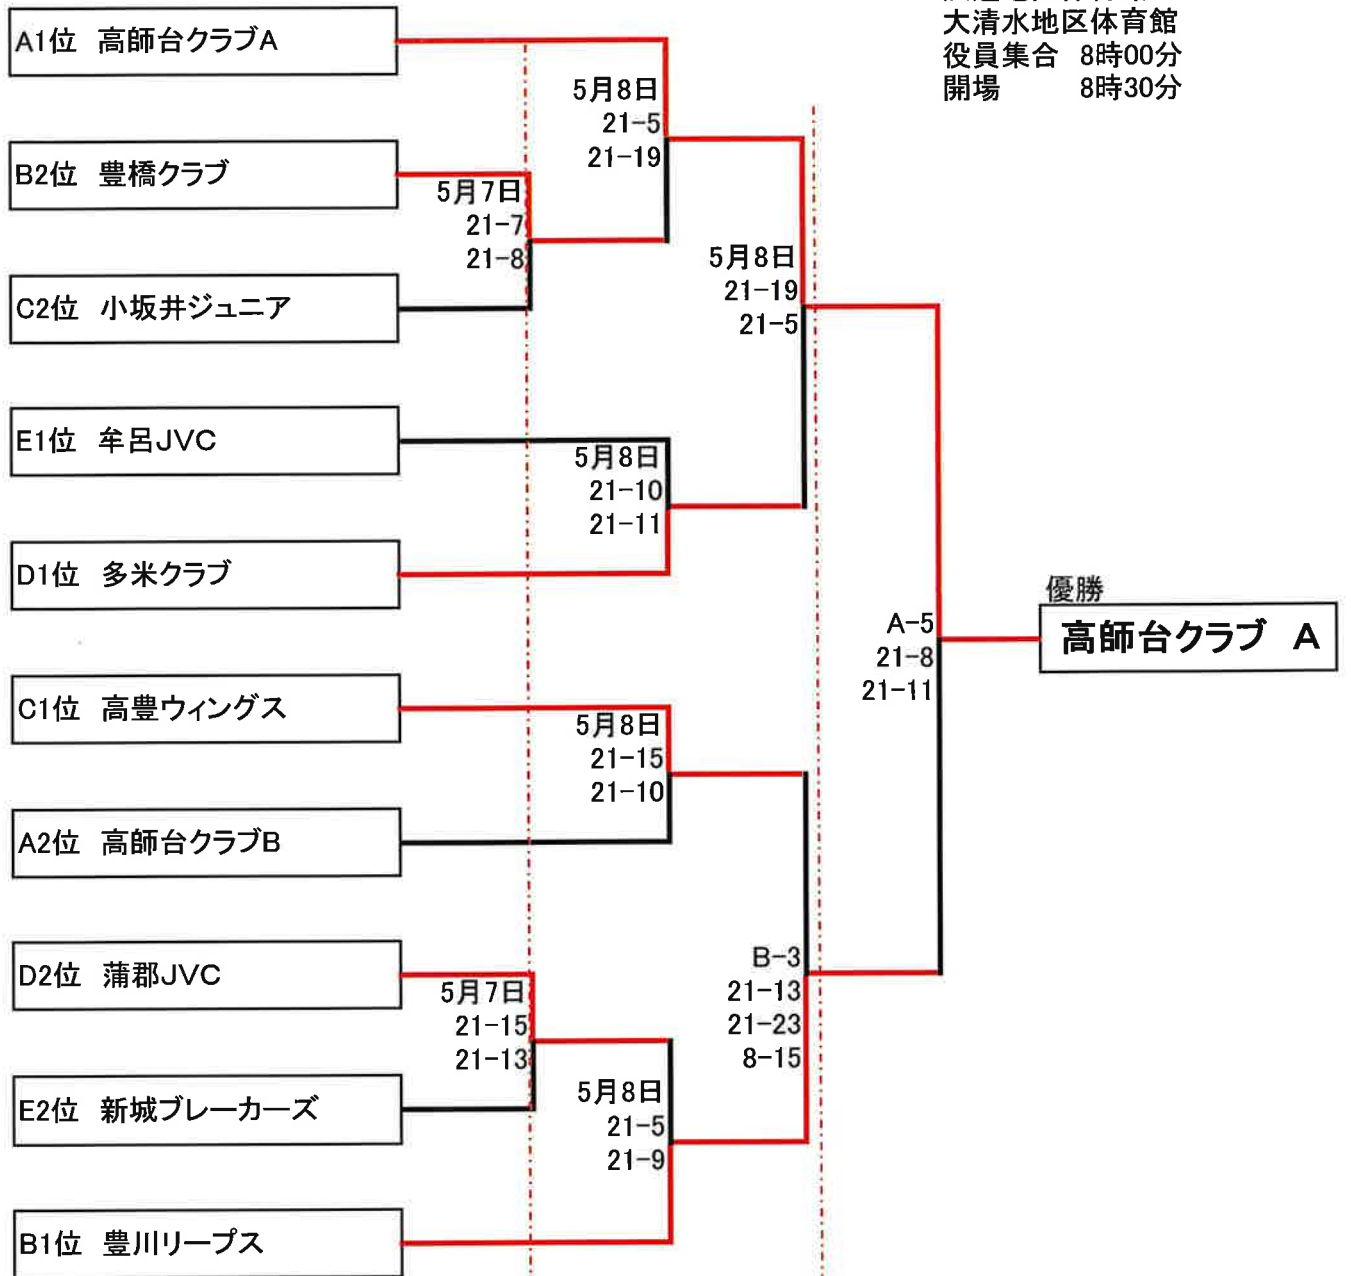 大清水地区体育館
役員集合 8時00分
開場 8時30分
A1位 高師台クラブA
5月8日
21-5
21-19
B2位 豊橋クラブ
5月7日
21-7
21-8
C2位 小坂井ジュニア
5月8日
21-19
21-5
E1位 牟呂JVC
5月8日
21-10
21-11
D1位 多米クラブ
優勝
高師台クラブ A
A-5
21-8
21-11
C1位 高豊ウィングス
5月8日
21-15
21-10
A2位 高師台クラブB
D2位 蒲郡JVC
5月7日
21-15
21-13
B-3
21-13
21-23
8-15
E2位 新城ブレーカーズ
5月8日
21-5
21-9
B1位 豊川リープス